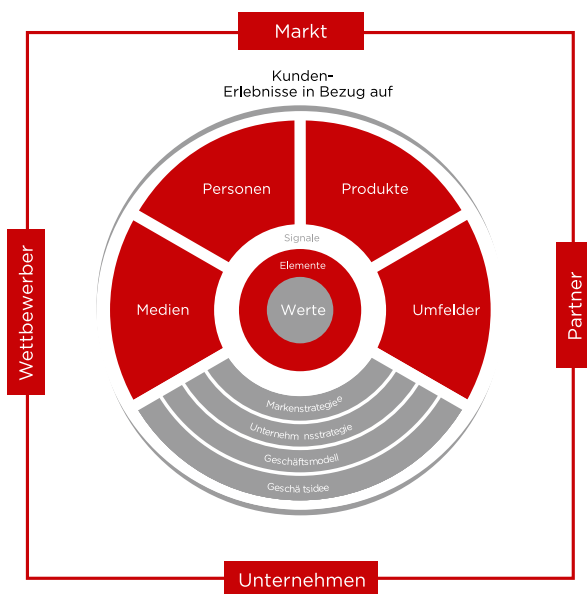 Markt
Kunden-
Erlebnisse in Bezug auf
Personen
Produkte
Signale
Elemente
Wettbewerber
Medien
Werte
Umfelder
Partner
Markenstrategiee
Unternehm nsstrategie
Geschäftsmodell
Geschä tsidee
Unternehmen